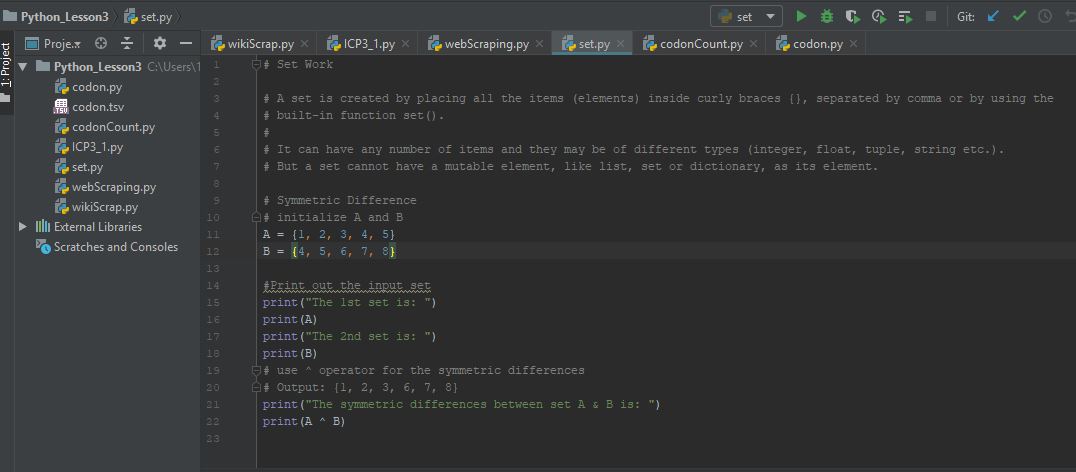 Python_Lesson3 set.py set Git:
Proje.. wikiScrap.py ICP3_1.py webScraping.py set.py codonCount.py codon.py
1: Project
Python_Lesson3 C:\Users\1
codon.py
codon.tsv
codonCount.py
ICP3_1.py
set.py
webScraping.py
wikiScrap.py
External Libraries
Scratches and Consoles
1 # Set Work
2
3 # A set is created by placing all the items (elements) inside curly braces {}, separated by comma or by using the
4 # built-in function set().
5 #
6 # It can have any number of items and they may be of different types (integer, float, tuple, string etc.).
7 # But a set cannot have a mutable element, like list, set or dictionary, as its element.
8
9 # Symmetric Difference
10 # initialize A and B
11 A = {1, 2, 3, 4, 5}
12 B = {4, 5, 6, 7, 8}
13
14 #Print out the input set
15 print("The 1st set is: ")
16 print(A)
17 print("The 2nd set is: ")
18 print(B)
19 # use ^ operator for the symmetric differences
20 # Output: {1, 2, 3, 6, 7, 8}
21 print("The symmetric differences between set A & B is: ")
22 print(A ^ B)
23